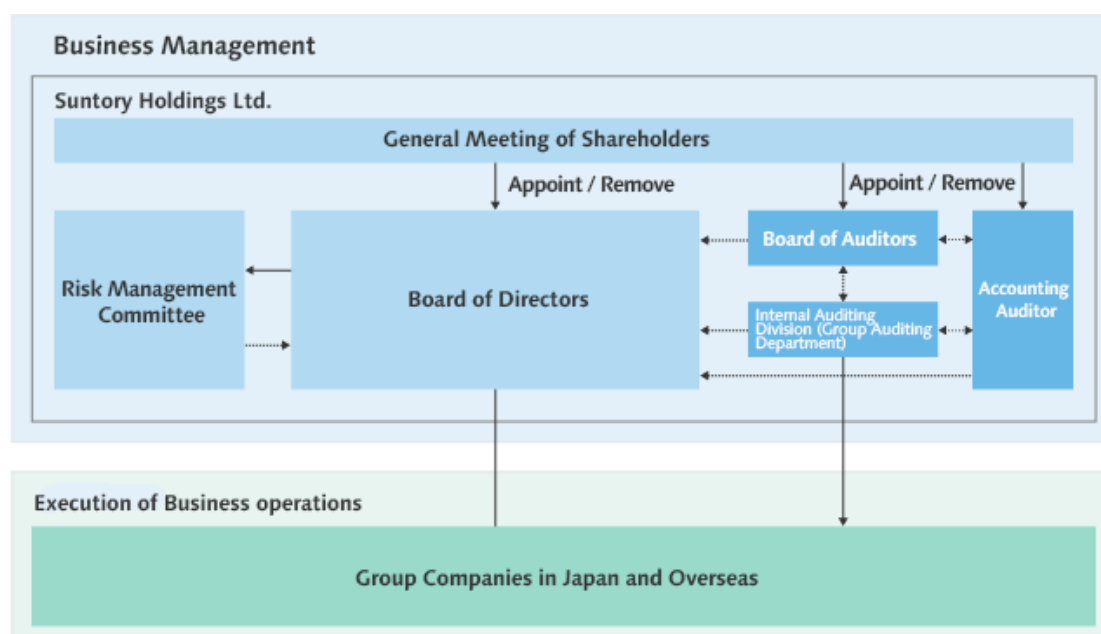 Business Management
Suntory Holdings Ltd.
General Meeting of Shareholders
Appoint / Remove
Appoint / Remove
Risk Management
Committee
Board of Directors
Board of Auditors
Internal Auditing
Division (Group Auditing
Department)
Accounting
Auditor
Execution of Business operations
Group Companies in Japan and Overseas